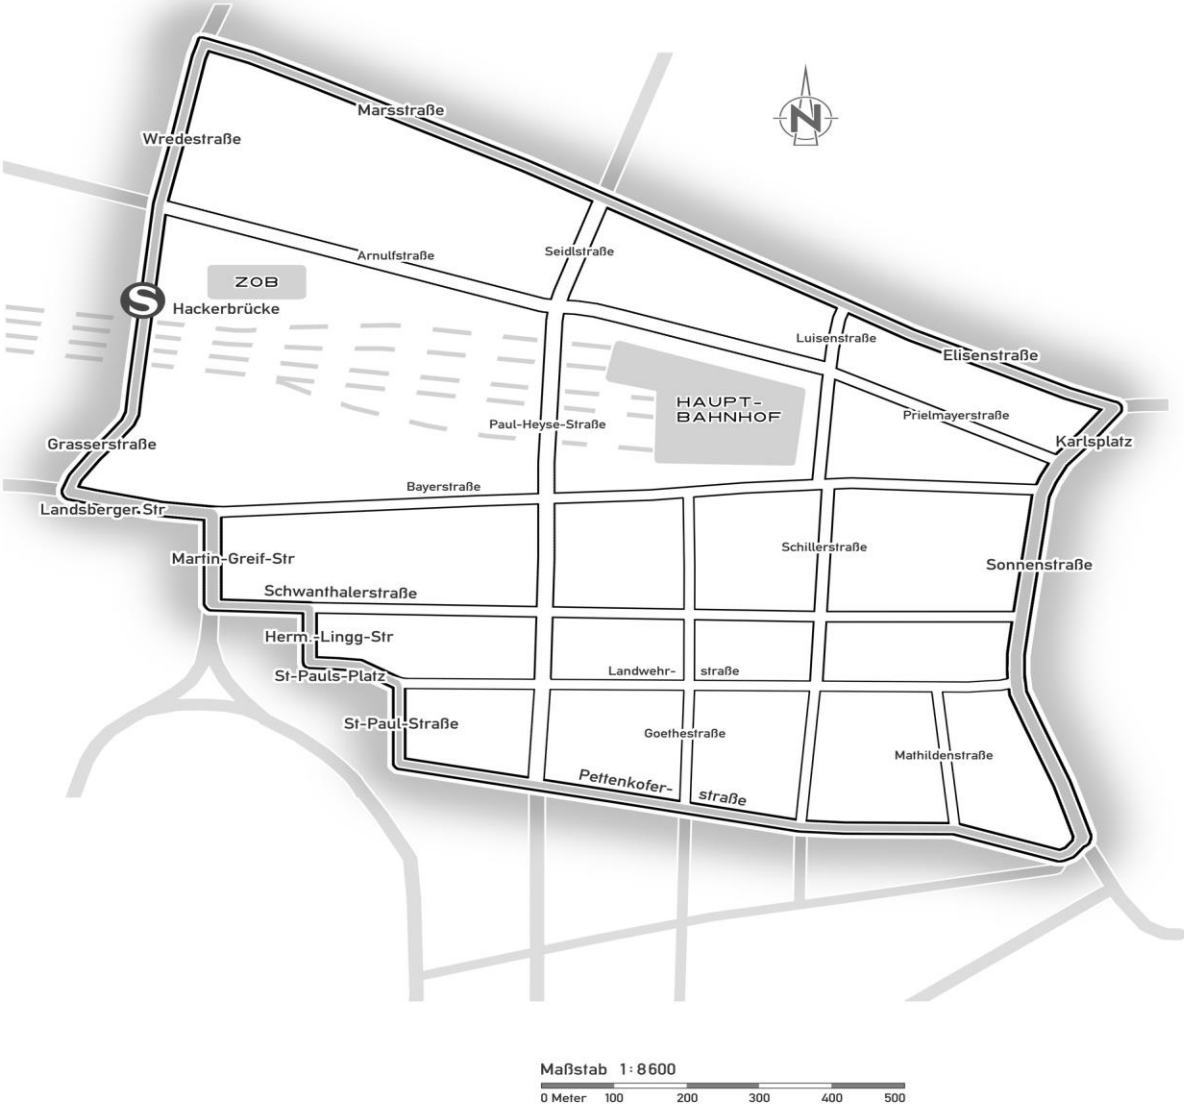 Marsstraße
N
Wredestraße
Seidlstraße
Arnulfstraße
ZOB
S
Hackerbrücke
Luisenstraße
Elisenstraße
HAUPT-
BAHNHOF
Prielmayerstraße
Paul-Heyse-Straße
Karlsplatz
Grasserstraße
Bayerstraße
Landsberger Str
Schillerstraße
Martin-Greif-Str
Sonnenstraße
Schwanthalerstraße
Herm.-Lingg-Str
Landwehr- straße
St-Pauls-Platz
St-Paul-Straße
Goethestraße
Mathildenstraße
Pettenkofer- straße
Maßstab 1:8600
0 Meter 100 200 300 400 500